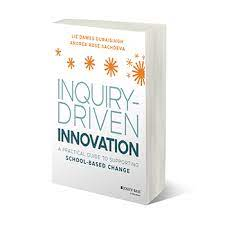 LIZ DAWES DURAISINGH
ANDREA ROSE SACHDEVA
INQUIRY-
DRIVEN
INNOVATION
A PRACTICAL GUIDE TO SUPPORTING
SCHOOL-BASED CHANGE